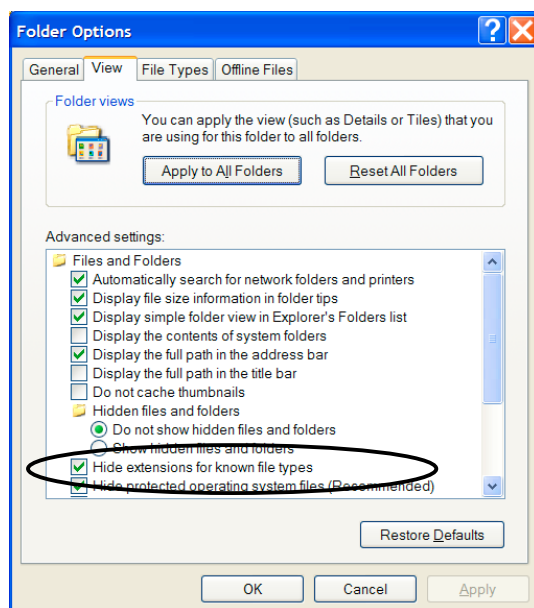 Folder Options
General View File Types Offline Files
Folder views
You can apply the view (such as Details or Tiles) that you
are using for this folder to all folders.
Apply to All Folders Reset All Folders
Advanced settings:
Files and Folders
Automatically search for network folders and printers
Display file size information in folder tips
Display simple folder view in Explorer's Folders list
Display the contents of system folders
Display the full path in the address bar
Display the full path in the title bar
Do not cache thumbnails
Hidden files and folders
Do not show hidden files and folders
Show hidden files and folders
Hide extensions for known file types
Hide protected operating system files (Recommended)
Restore Defaults
OK Cancel Apply